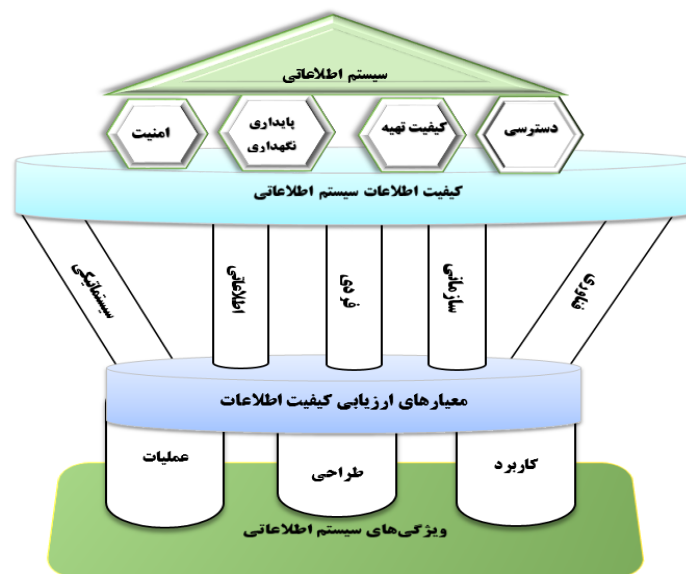 سیستم اطلاعاتی
دسترسی
کیفیت تهیه
پایداری
نگهداری
امنیت
کیفیت اطلاعات سیستم اطلاعاتی
فناوری
سازمانی
فردی
اطلاعاتی
سیستماتیکی
معیارهای ارزیابی کیفیت اطلاعات
کاربرد
طراحی
عملیات
ویژگی‌های سیستم اطلاعاتی